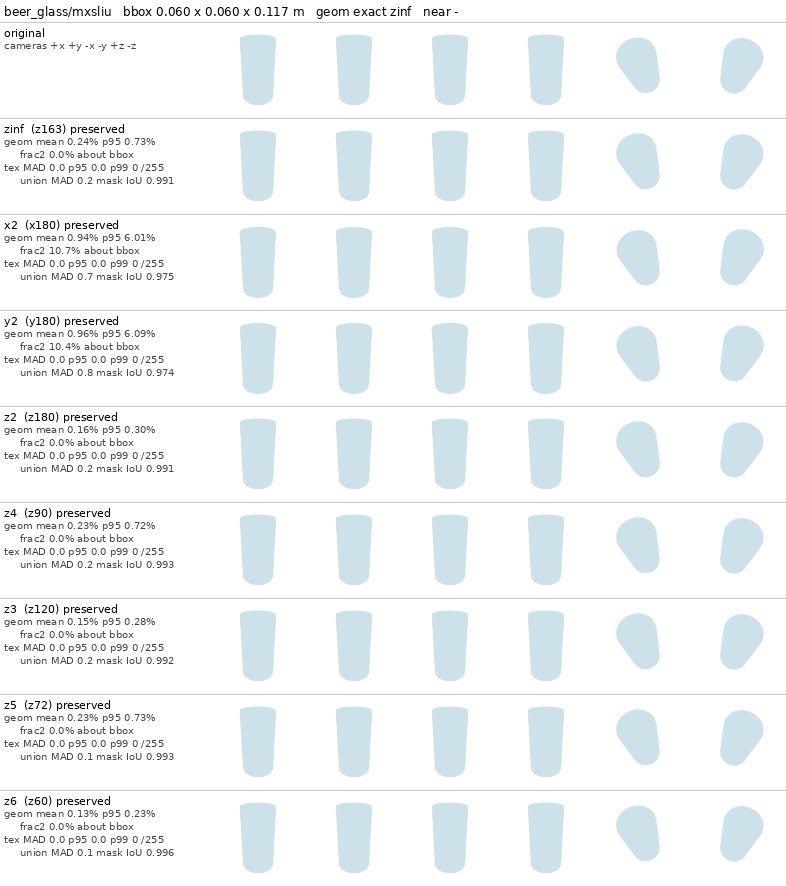 beer_glass/mxsliu bbox 0.060 x 0.060 x 0.117 m geom exact zinf near -
original
cameras +x +y -x -y +z -z
zinf (z163) preserved
geom mean 0.24% p95 0.73%
frac2 0.0% about bbox
tex MAD 0.0 p95 0.0 p99 0 /255
union MAD 0.2 mask IoU 0.991
x2 (x180) preserved
geom mean 0.94% p95 6.01%
frac2 10.7% about bbox
tex MAD 0.0 p95 0.0 p99 0 /255
union MAD 0.7 mask IoU 0.975
y2 (y180) preserved
geom mean 0.96% p95 6.09%
frac2 10.4% about bbox
tex MAD 0.0 p95 0.0 p99 0 /255
union MAD 0.8 mask IoU 0.974
z2 (z180) preserved
geom mean 0.16% p95 0.30%
frac2 0.0% about bbox
tex MAD 0.0 p95 0.0 p99 0 /255
union MAD 0.2 mask IoU 0.991
z4 (z90) preserved
geom mean 0.23% p95 0.72%
frac2 0.0% about bbox
tex MAD 0.0 p95 0.0 p99 0 /255
union MAD 0.2 mask IoU 0.993
z3 (z120) preserved
geom mean 0.15% p95 0.28%
frac2 0.0% about bbox
tex MAD 0.0 p95 0.0 p99 0 /255
union MAD 0.2 mask IoU 0.992
z5 (z72) preserved
geom mean 0.23% p95 0.73%
frac2 0.0% about bbox
tex MAD 0.0 p95 0.0 p99 0 /255
union MAD 0.1 mask IoU 0.993
z6 (z60) preserved
geom mean 0.13% p95 0.23%
frac2 0.0% about bbox
tex MAD 0.0 p95 0.0 p99 0 /255
union MAD 0.1 mask IoU 0.996